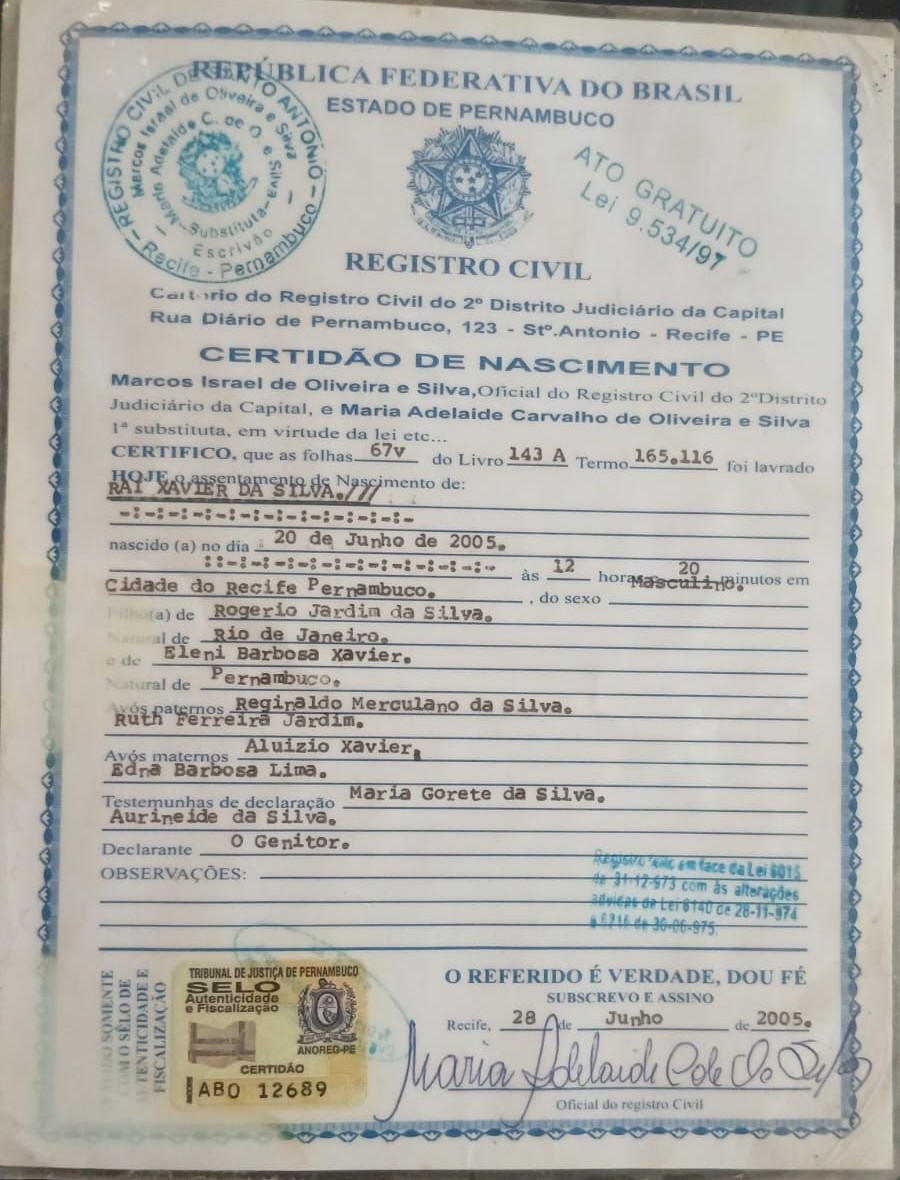 REPÚBLICA FEDERATIVA DO BRASIL
ESTADO DE PERNAMBUCO
REGISTRO CIVIL DE SANTO ANTÔNIO
Marcos Israel de Oliveira e Silva
Maria Adelaide C. de O. e Silva
Substituta
Escrivão
Recife - Pernambuco
ATO GRATUITO
Lei 9.534/97
REGISTRO CIVIL
Cartorio do Registro Civil do 2º Distrito Judiciário da Capital
Rua Diário de Pernambuco, 123 - Stº.Antonio - Recife - PE
CERTIDÃO DE NASCIMENTO
Marcos Israel de Oliveira e Silva,Oficial do Registro Civil do 2ºDistrito
Judiciário da Capital, e Maria Adelaide Carvalho de Oliveira e Silva
1ª substituta, em virtude da lei etc...
CERTIFICO, que as folhas 67v do Livro 143 A Termo 165.116 foi lavrado
HOJE o assentamento de Nascimento de:
RAI XAVIER DA SILVA.///
-:-:-:-:-:-:-:-:-:-:-:-
nascido (a) no dia 20 de Junho de 2005.
::-:-:-:-:-:-:-:-:-:-:- às 12 horas 20 minutos em
Cidade do Recife Pernambuco. , do sexo Masculino.
Filho(a) de Rogerio Jardim da Silva.
Natural de Rio de Janeiro.
e de Eleni Barbosa Xavier.
Natural de Pernambuco.
Avós paternos Reginaldo Merculano da Silva.
Ruth Ferreira Jardim.
Avós maternos Aluizio Xavier,
Edna Barbosa Lima.
Testemunhas de declaração Maria Gorete da Silva.
Aurineide da Silva.
Declarante O Genitor.
OBSERVAÇÕES:
Registro feito em face da Lei 6015
de 31-12-973 com às alterações
advidas da Lei 6140 de 28-11-974
e 6216 de 30-06-975.
SOMENTE
COM O SÊLO DE
AUTENTICIDADE E
FISCALIZAÇÃO
TRIBUNAL DE JUSTIÇA DE PERNAMBUCO
SELO
Autenticidade
e Fiscalização
ANOREG-PE
CERTIDÃO
ABO 12689
O REFERIDO É VERDADE, DOU FÉ
SUBSCREVO E ASSINO
Recife, 28 de Junho de 2005.
Maria Adelaide C de O. Silva
Oficial do registro Civil